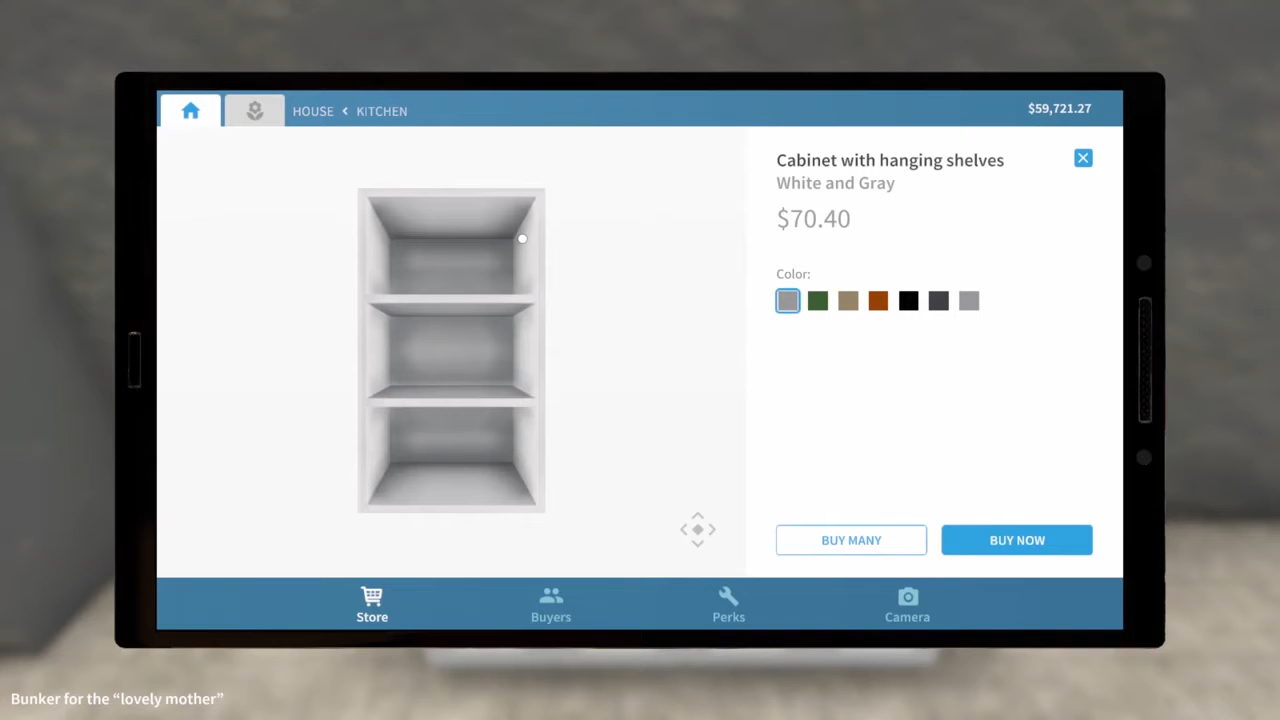 HOUSE < KITCHEN
$59,721.27
Cabinet with hanging shelves
White and Gray
$70.40
Color:
BUY MANY
BUY NOW
Store
Buyers
Perks
Camera
Bunker for the “lovely mother”